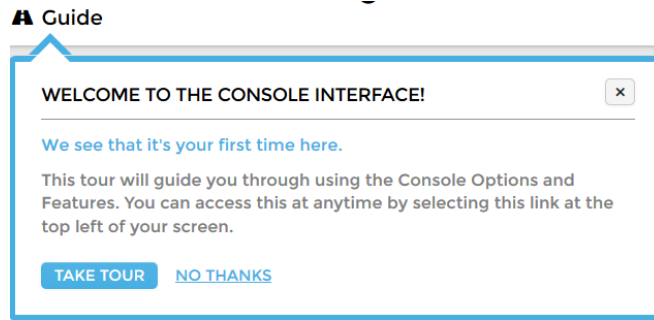 Guide
WELCOME TO THE CONSOLE INTERFACE!
×
We see that it's your first time here.
This tour will guide you through using the Console Options and
Features. You can access this at anytime by selecting this link at the
top left of your screen.
TAKE TOUR NO THANKS